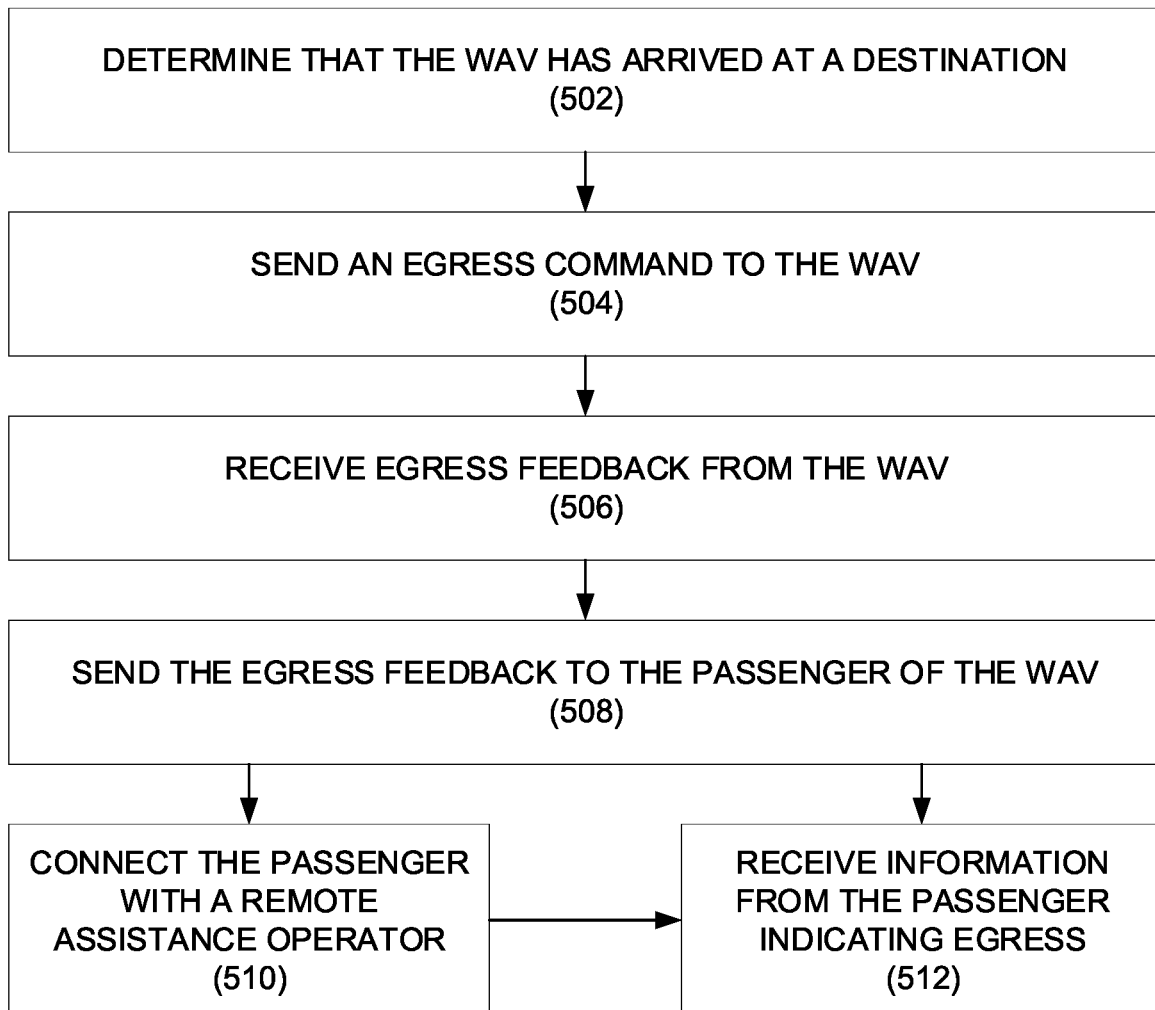 DETERMINE THAT THE WAV HAS ARRIVED AT A DESTINATION
(502)
SEND AN EGRESS COMMAND TO THE WAV
(504)
RECEIVE EGRESS FEEDBACK FROM THE WAV
(506)
SEND THE EGRESS FEEDBACK TO THE PASSENGER OF THE WAV
(508)
CONNECT THE PASSENGER
WITH A REMOTE
ASSISTANCE OPERATOR
(510)
RECEIVE INFORMATION
FROM THE PASSENGER
INDICATING EGRESS
(512)